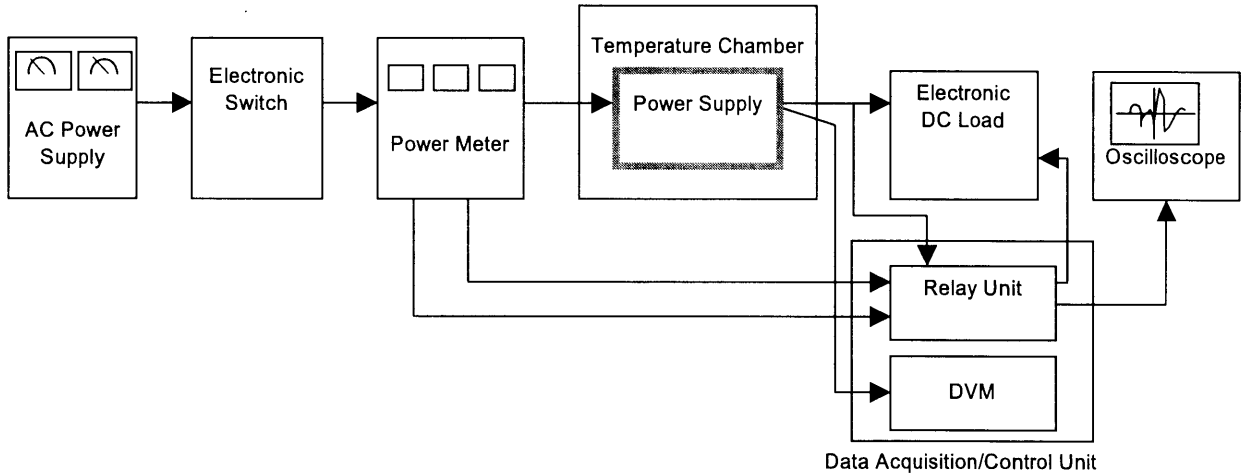 AC Power
Supply
Electronic
Switch
Power Meter
Temperature Chamber
Power Supply
Electronic
DC Load
Oscilloscope
Relay Unit
DVM
Data Acquisition/Control Unit